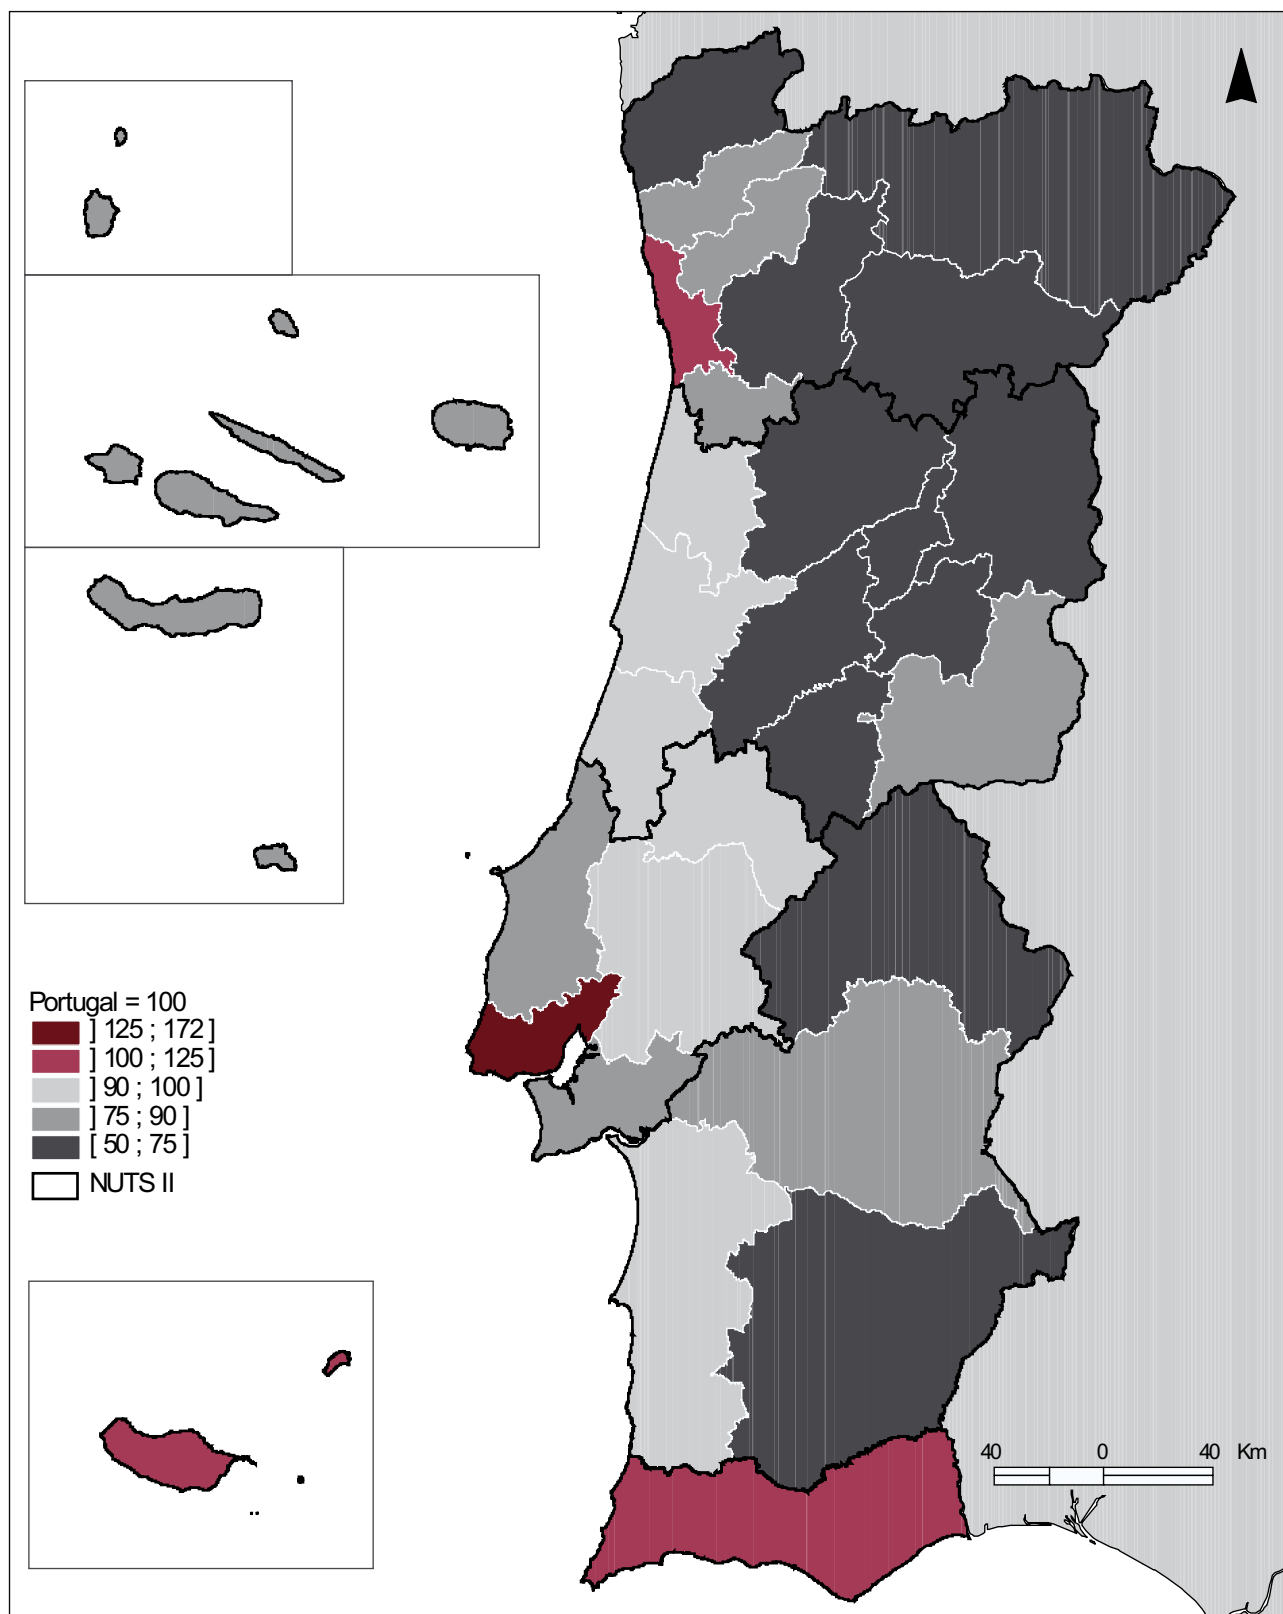 Portugal = 100
] 125 ; 172 ]
] 100 ; 125 ]
] 90 ; 100 ]
] 75 ; 90 ]
[ 50 ; 75 ]
NUTS II
40 0 40 Km